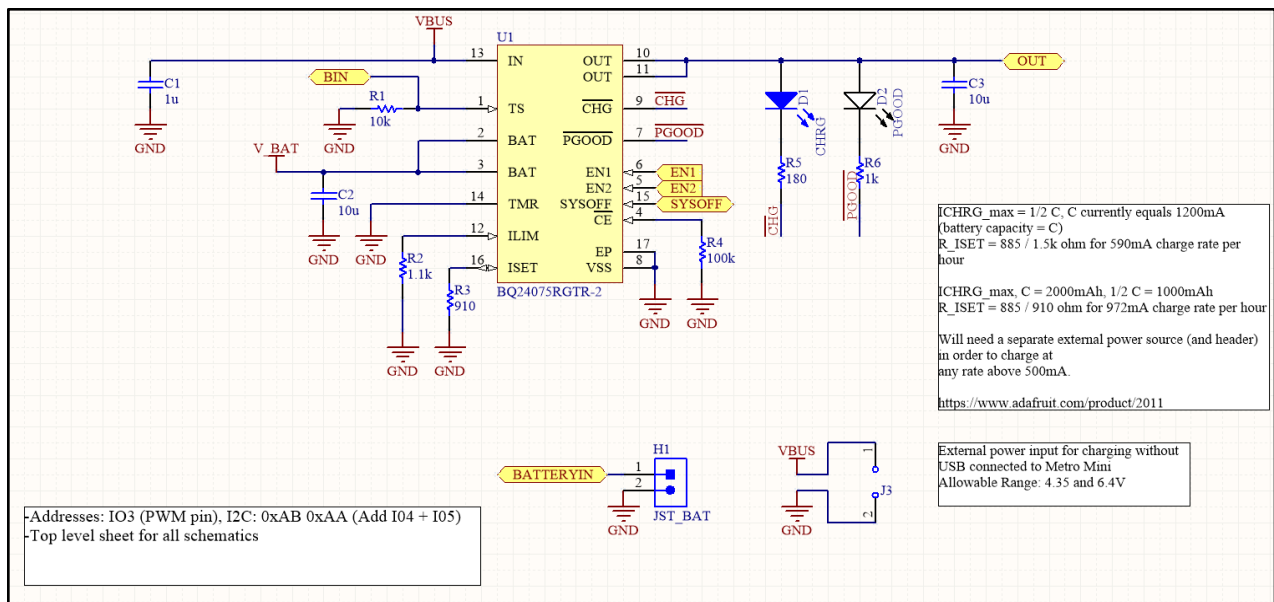 VBUS
U1
13 IN
OUT 10
OUT 11
OUT
C1
1u
GND
BIN
R1
10k
GND
1 TS
CHG 9 CHG
D1
CHRG
D2
PGOOD
C3
10u
GND
2 BAT
PGOOD 7 PGOOD
V_BAT
3 BAT
EN1 6 EN1
EN2 5 EN2
R5
180
R6
1k
C2
10u
GND
14 TMR
GND
SYSOFF 15 SYSOFF
CE 4
CHG
PGOOD
12 ILIM
R2
1.1k
GND
16 ISET
R3
910
GND
EP 17
VSS 8
GND
R4
100k
GND
BQ24075RGTR-2
ICHRG_max = 1/2 C, C currently equals 1200mA
(battery capacity = C)
R_ISET = 885 / 1.5k ohm for 590mA charge rate per
hour
ICHRG_max, C = 2000mAh, 1/2 C = 1000mAh
R_ISET = 885 / 910 ohm for 972mA charge rate per hour
Will need a separate external power source (and header)
in order to charge at
any rate above 500mA.
https://www.adafruit.com/product/2011
H1
BATTERYIN
1
2
GND
JST_BAT
VBUS
1
J3
2
GND
External power input for charging without
USB connected to Metro Mini
Allowable Range: 4.35 and 6.4V
-Addresses: IO3 (PWM pin), I2C: 0xAB 0xAA (Add I04 + I05)
-Top level sheet for all schematics